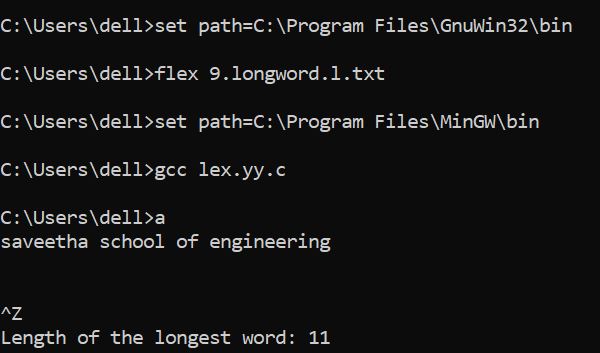 C:\Users\dell>set path=C:\Program Files\GnuWin32\bin
C:\Users\dell>flex 9.longword.l.txt
C:\Users\dell>set path=C:\Program Files\MinGW\bin
C:\Users\dell>gcc lex.yy.c
C:\Users\dell>a
saveetha school of engineering
^Z
Length of the longest word: 11